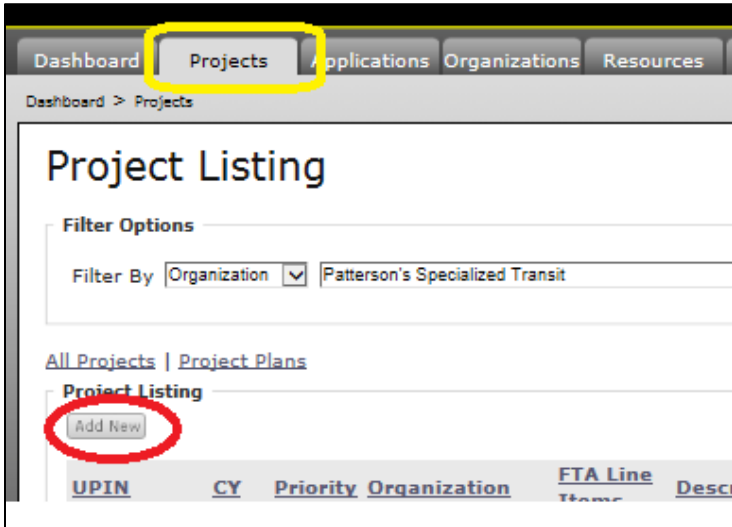 Dashboard Projects Applications Organizations Resources
Dashboard > Projects
Project Listing
Filter Options
Filter By Organization Patterson's Specialized Transit
All Projects | Project Plans
Project Listing
Add New
UPIN CY Priority Organization FTA Line
Items